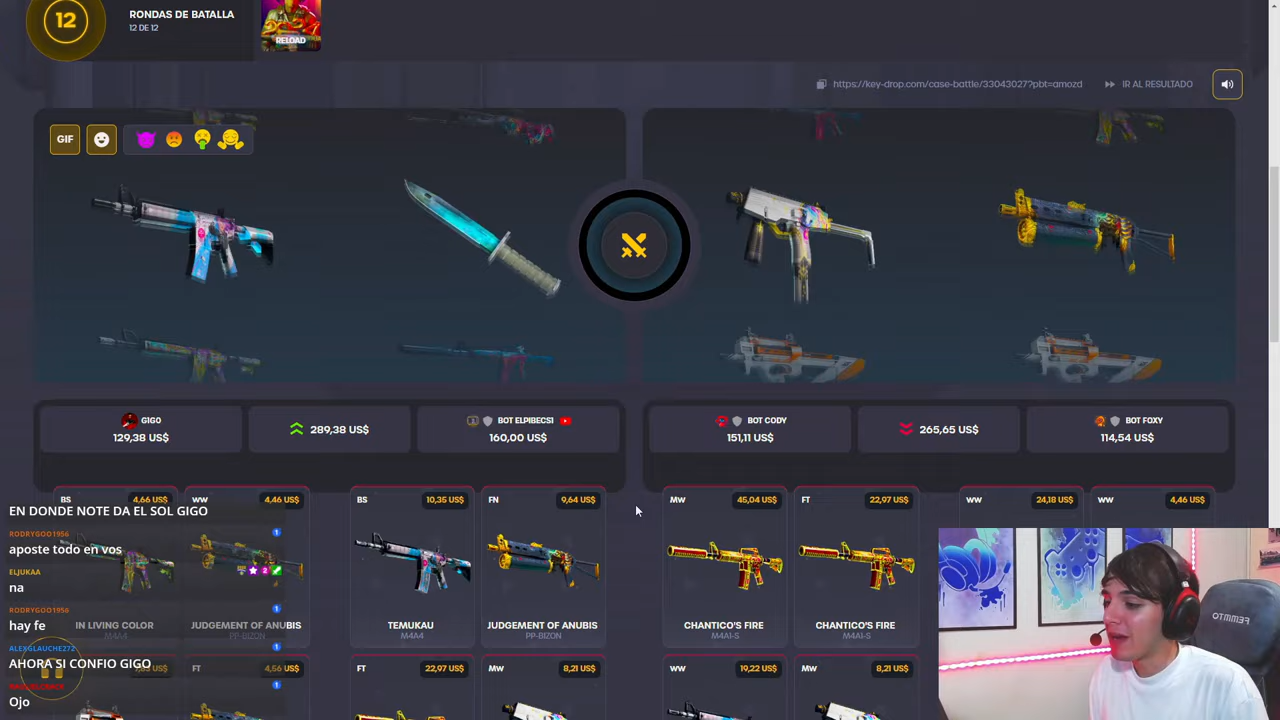 12
RONDAS DE BATALLA
12 DE 12
RELOAD
https://key-drop.com/case-battle/33043027?pbt=amozd
IR AL RESULTADO
GIF
GIGO
129,38 US$
289,38 US$
BOT ELPIBECS1
160,00 US$
BOT CODY
151,11 US$
265,65 US$
BOT FOXY
114,54 US$
BS
4,66 US$
WW
4,46 US$
BS
10,35 US$
FN
9,64 US$
MW
45,04 US$
FT
22,97 US$
WW
24,18 US$
WW
4,46 US$
EN DONDE NOTE DA EL SOL GIGO
RODRYGOO1956
aposte todo en vos
ELJUKAA
na
RODRYGOO1956
hay fe
IN LIVING COLOR
M4A4
JUDGEMENT OF ANUBIS
PP-BIZON
TEMUKAU
M4A4
JUDGEMENT OF ANUBIS
PP-BIZON
CHANTICO'S FIRE
M4A1-S
CHANTICO'S FIRE
M4A1-S
ALEXGLAUCHE272
AHORA SI CONFIO GIGO
FT
4,56 US$
FT
22,97 US$
MW
8,21 US$
WW
19,22 US$
MW
8,21 US$
Ojo